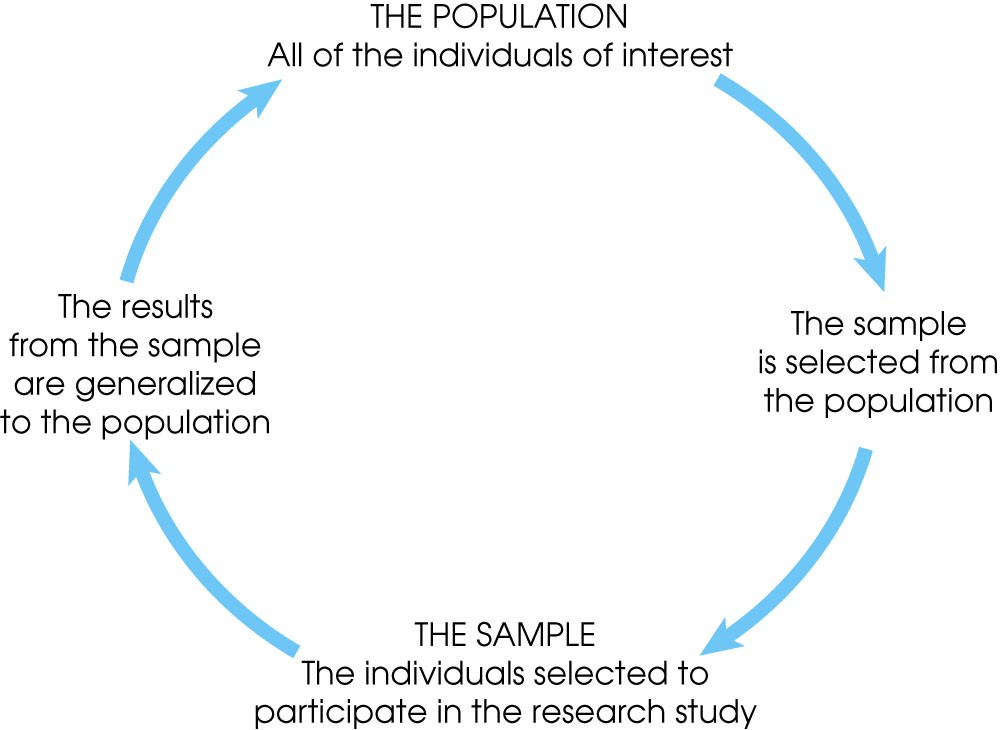 THE POPULATION
All of the individuals of interest
The sample
is selected from
the population
THE SAMPLE
The individuals selected to
participate in the research study
The results
from the sample
are generalized
to the population